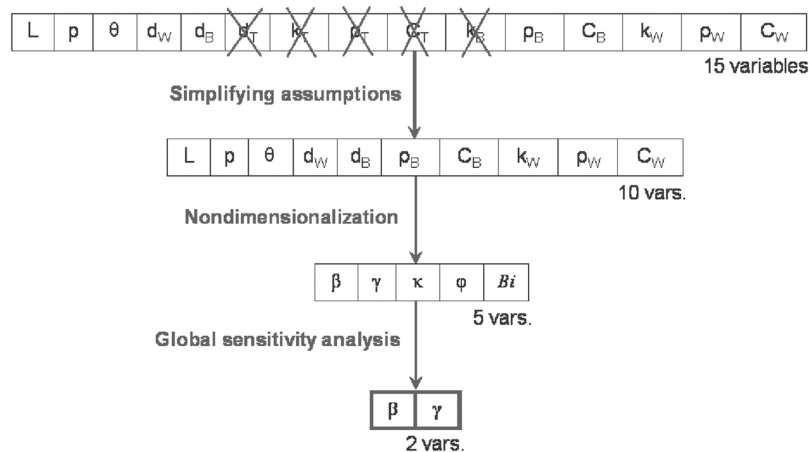 L p θ d_W d_B d_T k_T ρ_T C_T k_B ρ_B C_B k_W ρ_W C_W
15 variables
Simplifying assumptions
L p θ d_W d_B ρ_B C_B k_W ρ_W C_W
10 vars.
Nondimensionalization
β γ κ φ Bi
5 vars.
Global sensitivity analysis
β γ
2 vars.